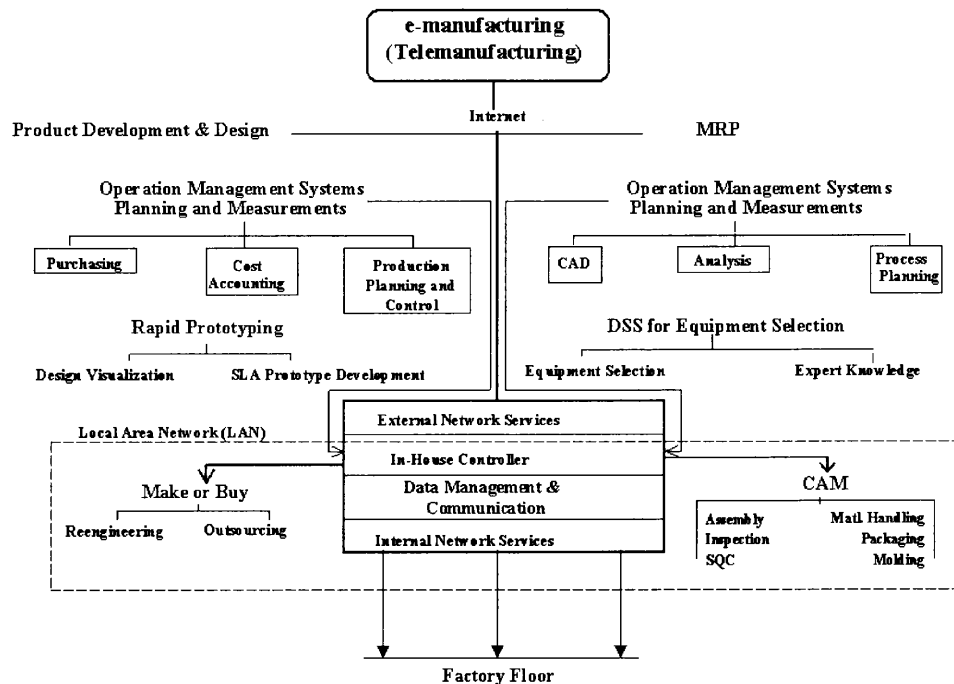 e-manufacturing
(Telemanufacturing)
Internet
Product Development & Design
MRP
Operation Management Systems
Planning and Measurements
Operation Management Systems
Planning and Measurements
Purchasing
Cost
Accounting
Production
Planning and
Control
CAD
Analysis
Process
Planning
Rapid Prototyping
Design Visualization
SLA Prototype Development
DSS for Equipment Selection
Equipment Selection
Expert Knowledge
External Network Services
Local Area Network (LAN)
In-House Controller
Data Management &
Communication
Internal Network Services
Make or Buy
Reengineering
Outsourcing
CAM
Assembly
Inspection
SQC
Matl. Handling
Packaging
Molding
Factory Floor